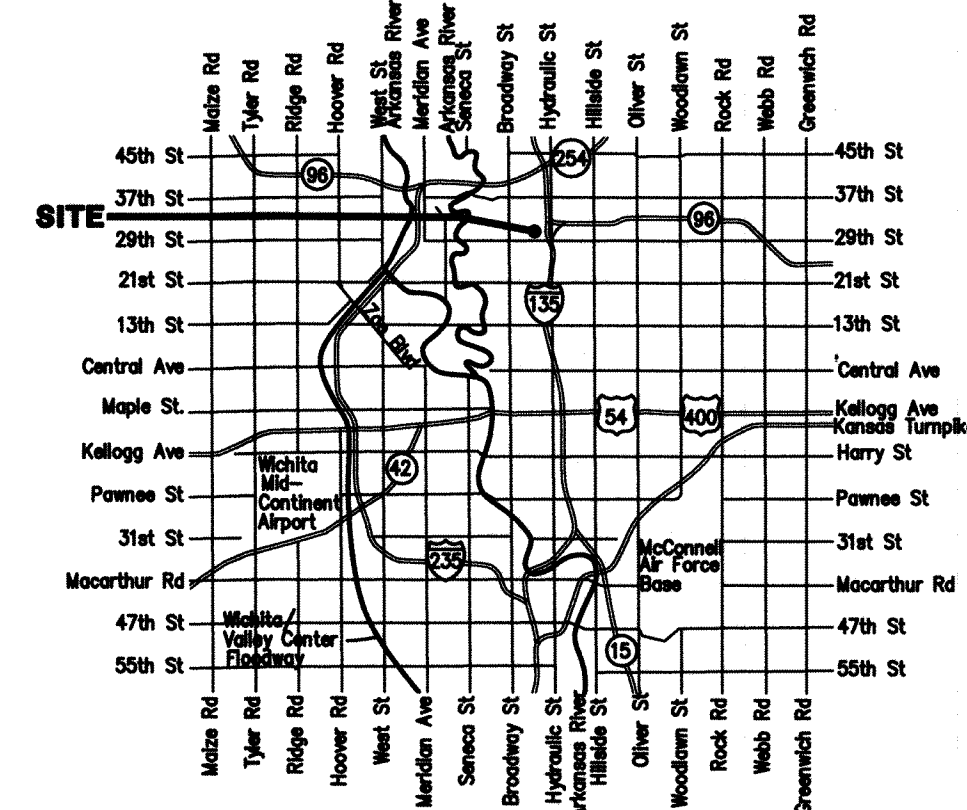 Maize Rd
Tyler Rd
Ridge Rd
Hoover Rd
West St
Arkansas River
Meridian Ave
Arkansas River
Seneca St
Broadway St
Hydraulic St
Hillside St
Oliver St
Woodlawn St
Rock Rd
Webb Rd
Greenwich Rd
45th St
254
45th St
96
37th St
37th St
SITE
96
29th St
29th St
21st St
21st St
135
13th St
13th St
Zoo Blvd
Central Ave
Central Ave
Maple St.
54
400
Kellogg Ave
Kansas Turnpik
Kellogg Ave
Harry St
Wichita
Mid-
Continent
Airport
42
Pawnee St
Pawnee St
31st St
31st St
235
McConnell
Air Force
Base
Macarthur Rd
Macarthur Rd
47th St
47th St
Wichita/
Valley Center
Floodway
15
55th St
55th St
Maize Rd
Tyler Rd
Ridge Rd
Hoover Rd
West St
Meridian Ave
Seneca St
Broadway St
Hydraulic St
rkansas River
Hillside St
Oliver St
Woodlawn St
Rock Rd
Webb Rd
Greenwich Rd